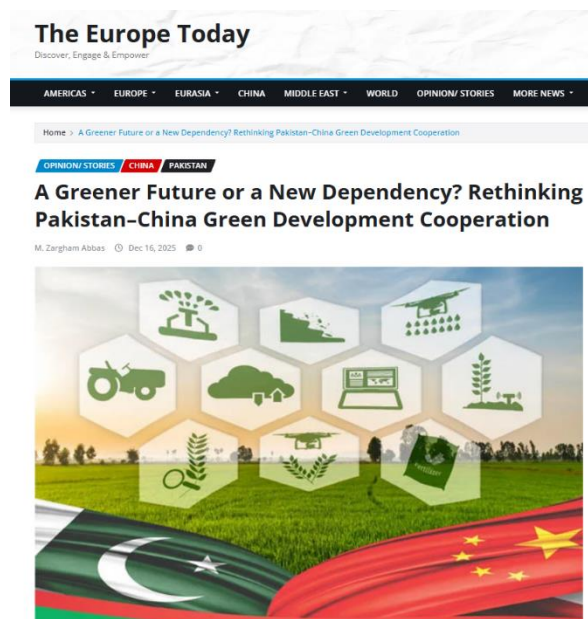 The Europe Today
Discover, Engage & Empower
AMERICAS EUROPE EURASIA CHINA MIDDLE EAST WORLD OPINION/ STORIES MORE NEWS
Home > A Greener Future or a New Dependency? Rethinking Pakistan–China Green Development Cooperation
OPINION/ STORIES CHINA PAKISTAN
A Greener Future or a New Dependency? Rethinking
Pakistan–China Green Development Cooperation
M. Zargham Abbas Dec 16, 2025 0